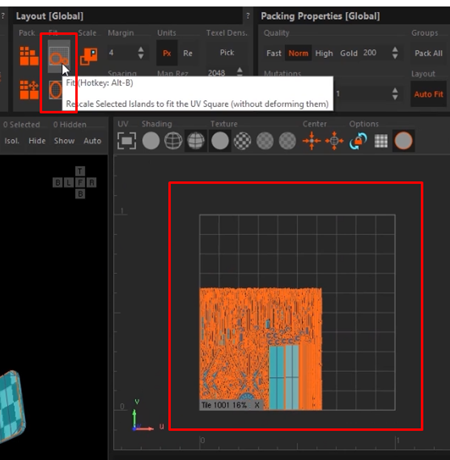 Layout [Global]
?
Packing Properties [Global]
Pack
Fit
Scale
Margin
Units
Texel Dens.
Quality
Groups
4
Px
Re
Pick
Fast
Norm
High
Gold
200
Pack All
Spacing
Map Rez
Mutations
Layout
2048
Fit (Hotkey: Alt-B)
Rescale Selected Islands to fit the UV Square (without deforming them)
1
Auto Fit
0 Selected
0 Hidden
UV
Shading
Texture
Center
Options
Isol.
Hide
Show
Auto
T
B
L
F
R
B
1
Tile 1001 16%
X
V
U
0
0
1